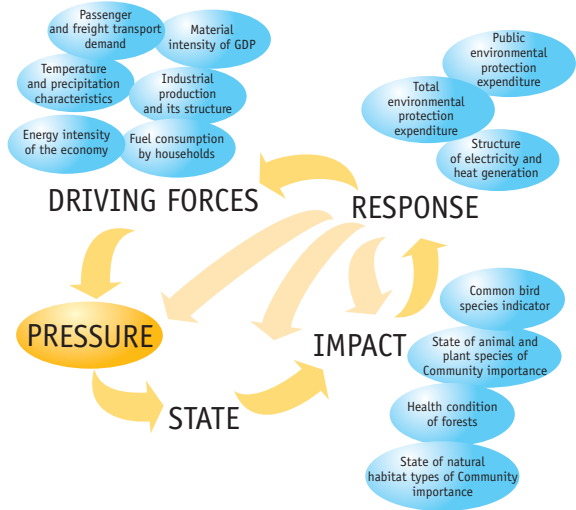 Passenger
and freight transport
demand
Material
intensity of GDP
Temperature
and precipitation
characteristics
Industrial
production
and its structure
Energy intensity
of the economy
Fuel consumption
by households
Public
environmental
protection
expenditure
Total
environmental
protection
expenditure
Structure
of electricity and
heat generation
DRIVING FORCES
RESPONSE
PRESSURE
IMPACT
STATE
Common bird
species indicator
State of animal and
plant species of
Community importance
Health condition
of forests
State of natural
habitat types of Community
importance